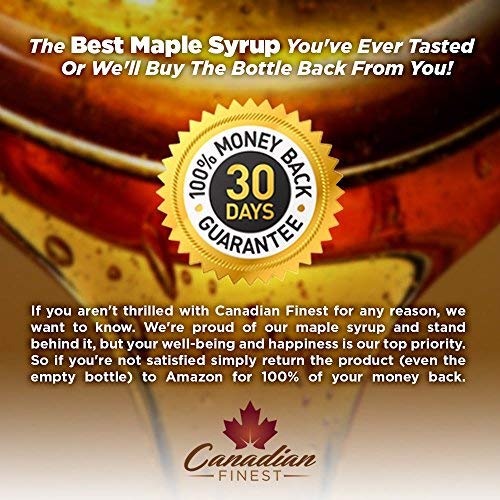 The Best Maple Syrup You've Ever Tasted
Or We'll Buy The Bottle Back From You!
100% MONEY BACK
30
DAYS
GUARANTEE
If you aren't thrilled with Canadian Finest for any reason, we
want to know. We're proud of our maple syrup and stand
behind it, but your well-being and happiness is our top priority.
So if you're not satisfied simply return the product (even the
empty bottle) to Amazon for 100% of your money back.
Canadian
FINEST